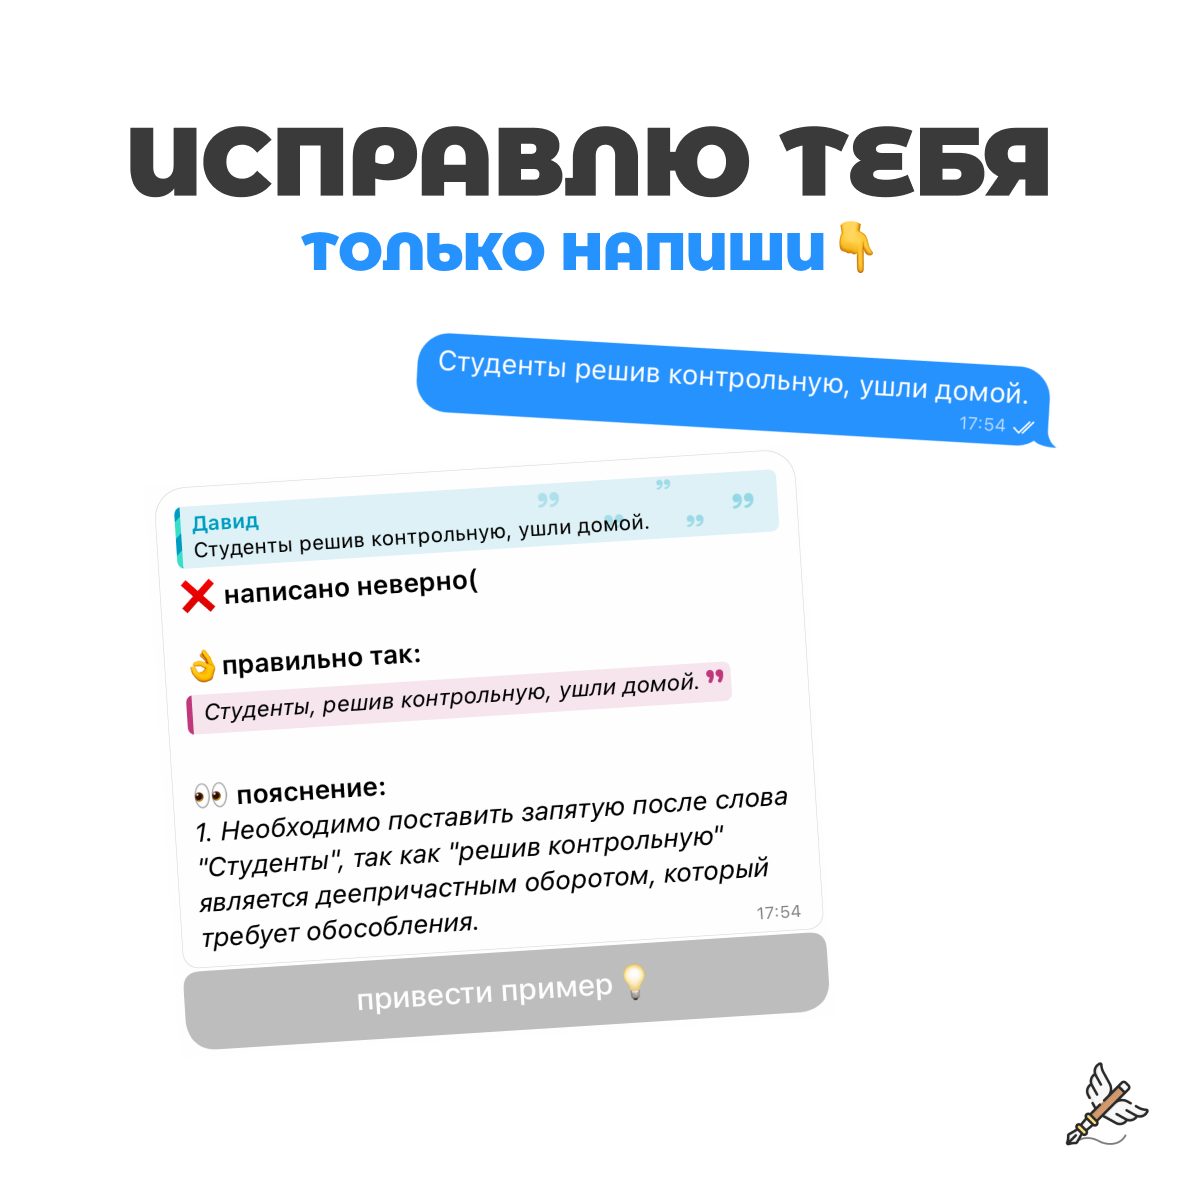 ИСПРАВЛЮ ТЕБЯ
ТОЛЬКО НАПИШИ👇
Студенты решив контрольную, ушли домой.
17:54
Давид
Студенты решив контрольную, ушли домой.
❌ написано неверно(
👌правильно так:
Студенты, решив контрольную, ушли домой.
👀 пояснение:
1. Необходимо поставить запятую после слова
"Студенты", так как "решив контрольную"
является деепричастным оборотом, который
требует обособления.
17:54
привести пример 💡